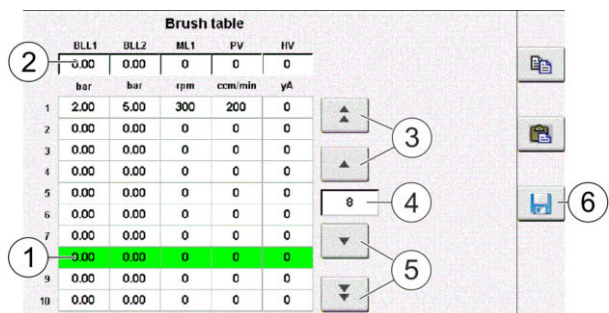 Brush table
BLL1 BLL2 ML1 PV HV
2 0.00 0.00 0 0 0
bar bar rpm ccm/min yA
1 2.00 5.00 300 200 0
2 0.00 0.00 0 0 0
3 0.00 0.00 0 0 0
3
4 0.00 0.00 0 0 0
5 0.00 0.00 0 0 0 8 4 6
6 0.00 0.00 0 0 0
7 0.00 0.00 0 0 0
1 0.00 0.00 0 0 0
5
9 0.00 0.00 0 0 0
10 0.00 0.00 0 0 0